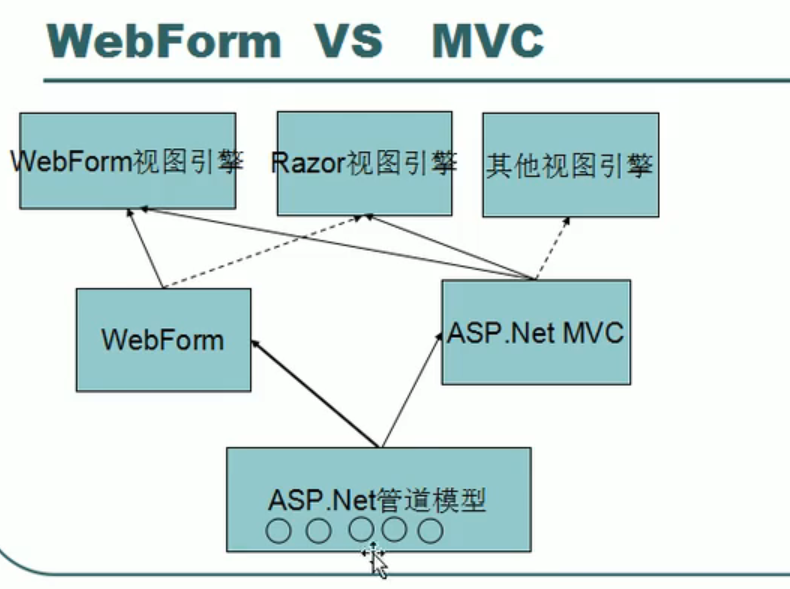 WebForm VS MVC
WebForm视图引擎
Razor视图引擎
其他视图引擎
WebForm
ASP.Net MVC
ASP.Net管道模型